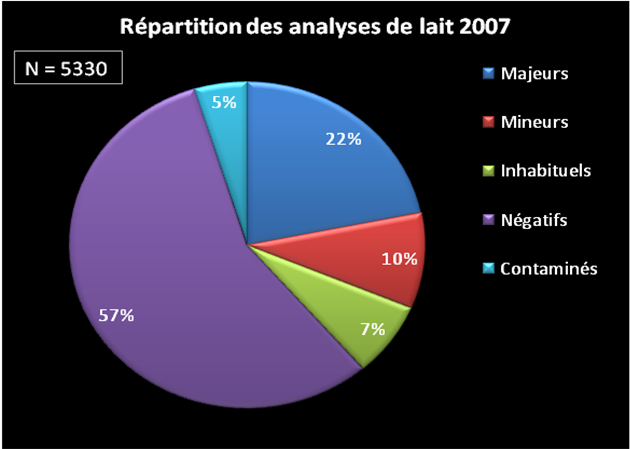 Répartition des analyses de lait 2007
N = 5330
5%
22%
10%
7%
57%
Majeurs
Mineurs
Inhabituels
Négatifs
Contaminés